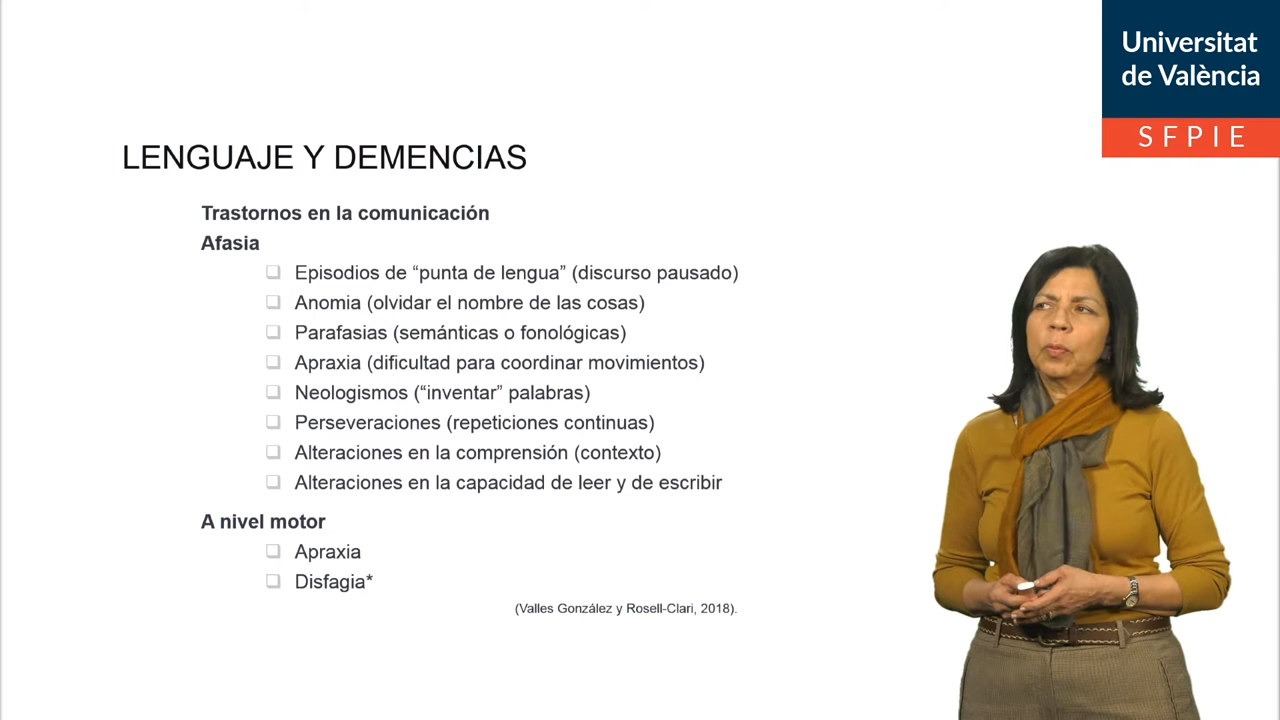 Universitat
de València
SFPIE
LENGUAJE Y DEMENCIAS
Trastornos en la comunicación
Afasia
Episodios de “punta de lengua” (discurso pausado)
Anomia (olvidar el nombre de las cosas)
Parafasias (semánticas o fonológicas)
Apraxia (dificultad para coordinar movimientos)
Neologismos (“inventar” palabras)
Perseveraciones (repeticiones continuas)
Alteraciones en la comprensión (contexto)
Alteraciones en la capacidad de leer y de escribir
A nivel motor
Apraxia
Disfagia*
(Valles González y Rosell-Clari, 2018).